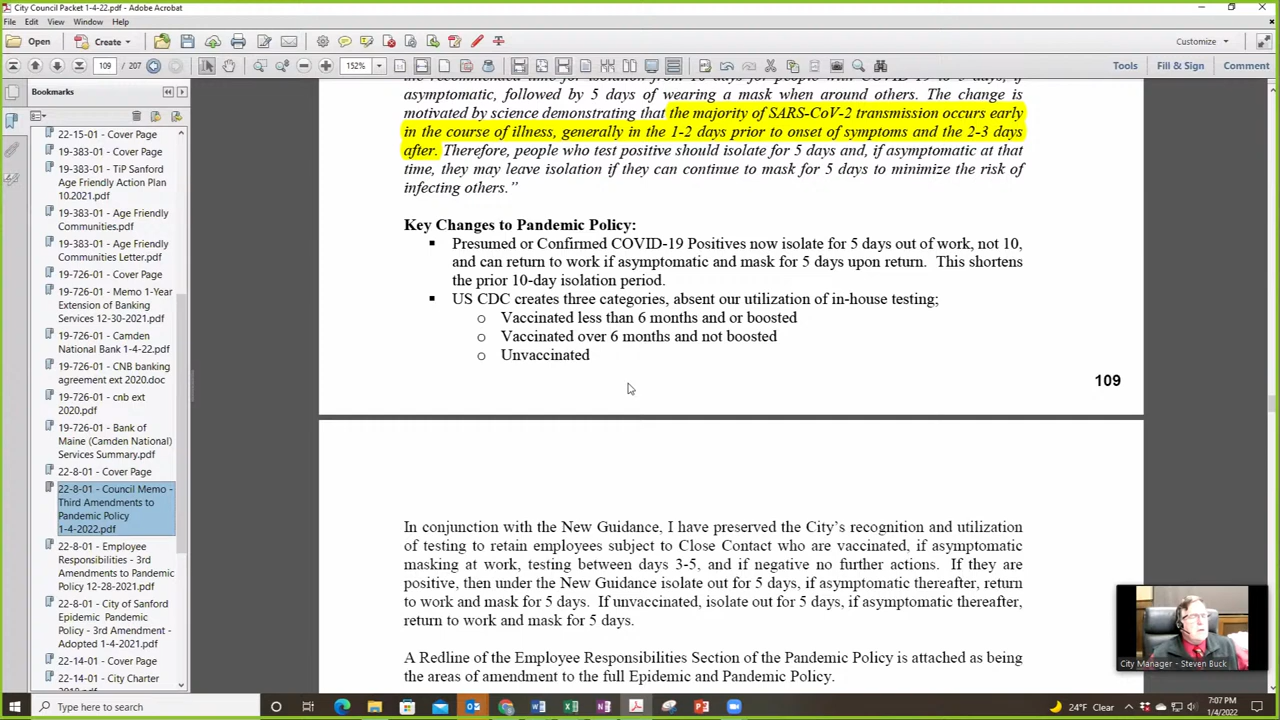 City Council Packet 1-4-22.pdf - Adobe Acrobat
File Edit View Window Help
Open Create Customize
109 / 207 152% Tools Fill & Sign Comment
Bookmarks
22-15-01 - Cover Page
19-383-01 - Cover Page
19-383-01 - TiP Sanford
Age Friendly Action Plan
10.2021.pdf
19-383-01 - Age Friendly
Communities.pdf
19-383-01 - Age Friendly
Communities Letter.pdf
19-726-01 - Cover Page
19-726-01 - Memo 1-Year
Extension of Banking
Services 12-30-2021.pdf
19-726-01 - Camden
National Bank 1-4-22.pdf
19-726-01 - CNB banking
agreement ext 2020.doc
19-726-01 - cnb ext
2020.pdf
19-726-01 - Bank of
Maine (Camden National)
Services Summary.pdf
22-8-01 - Cover Page
22-8-01 - Council Memo -
Third Amendments to
Pandemic Policy
1-4-2022.pdf
22-8-01 - Employee
Responsibilities - 3rd
Amendments to Pandemic
Policy 12-28-2021.pdf
22-8-01 - City of Sanford
Epidemic Pandemic
Policy - 3rd Amendment -
Adopted 1-4-2021.pdf
22-14-01 - Cover Page
22-14-01 - City Charter
the recommended time for isolation from 10 days for people with COVID-19 to 5 days, if
asymptomatic, followed by 5 days of wearing a mask when around others. The change is
motivated by science demonstrating that the majority of SARS-CoV-2 transmission occurs early
in the course of illness, generally in the 1-2 days prior to onset of symptoms and the 2-3 days
after. Therefore, people who test positive should isolate for 5 days and, if asymptomatic at that
time, they may leave isolation if they can continue to mask for 5 days to minimize the risk of
infecting others.”
Key Changes to Pandemic Policy:
▪ Presumed or Confirmed COVID-19 Positives now isolate for 5 days out of work, not 10,
and can return to work if asymptomatic and mask for 5 days upon return. This shortens
the prior 10-day isolation period.
▪ US CDC creates three categories, absent our utilization of in-house testing;
o Vaccinated less than 6 months and or boosted
o Vaccinated over 6 months and not boosted
o Unvaccinated
109
In conjunction with the New Guidance, I have preserved the City’s recognition and utilization
of testing to retain employees subject to Close Contact who are vaccinated, if asymptomatic
masking at work, testing between days 3-5, and if negative no further actions. If they are
positive, then under the New Guidance isolate out for 5 days, if asymptomatic thereafter, return
to work and mask for 5 days. If unvaccinated, isolate out for 5 days, if asymptomatic thereafter,
return to work and mask for 5 days.
A Redline of the Employee Responsibilities Section of the Pandemic Policy is attached as being
the areas of amendment to the full Epidemic and Pandemic Policy.
City Manager - Steven Buck
Type here to search
24°F Clear
7:07 PM
1/4/2022